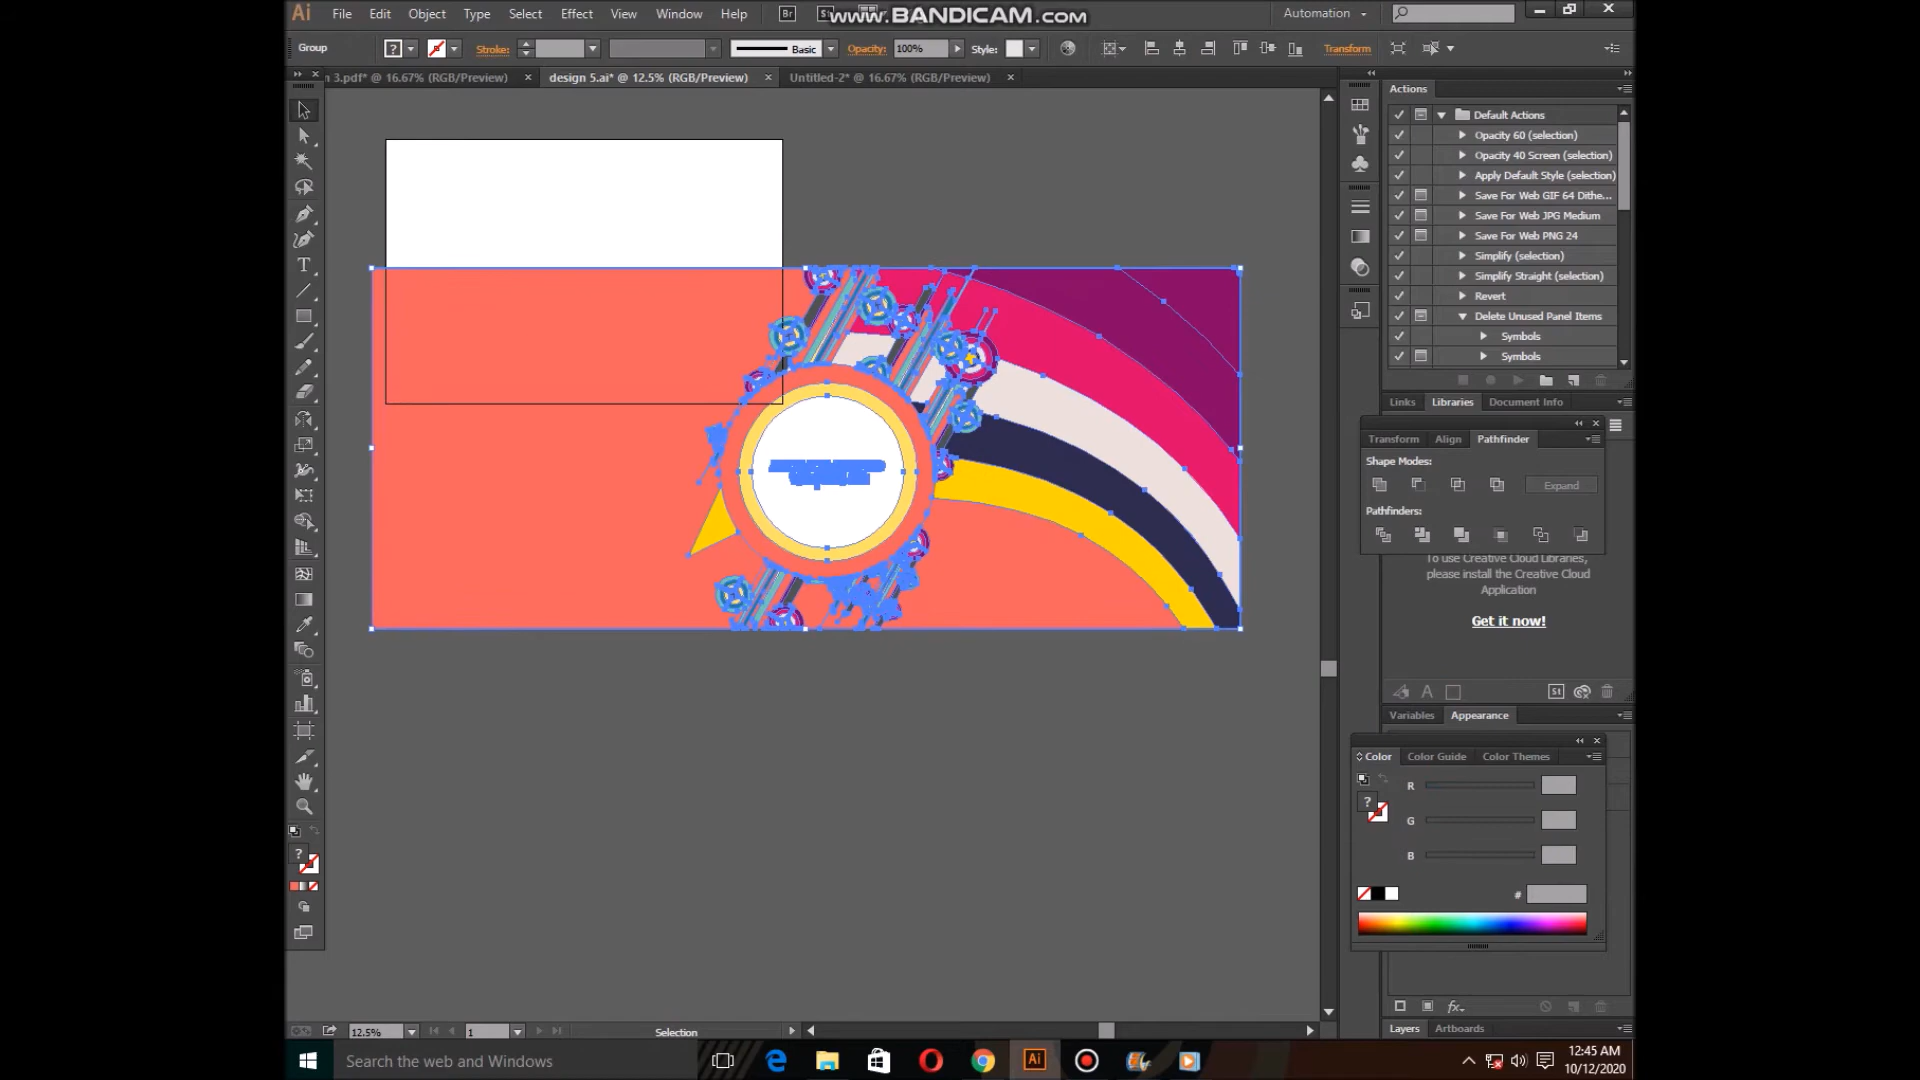 Ai File Edit Object Type Select Effect View Window Help Br St www.BANDICAM.com Automation
Group ? Stroke: Basic Opacity: 100% Style: Transform
n 3.pdf* @ 16.67% (RGB/Preview) design 5.ai* @ 12.5% (RGB/Preview) Untitled-2* @ 16.67% (RGB/Preview)
Actions
Default Actions
Opacity 60 (selection)
Opacity 40 Screen (selection)
Apply Default Style (selection)
Save For Web GIF 64 Dithe...
Save For Web JPG Medium
Save For Web PNG 24
Simplify (selection)
Simplify Straight (selection)
Revert
Delete Unused Panel Items
Symbols
Symbols
Links Libraries Document Info
Transform Align Pathfinder
Shape Modes:
Expand
Pathfinders:
To use Creative Cloud Libraries,
please install the Creative Cloud
Application
Get it now!
St
Variables Appearance
Color Color Guide Color Themes
R
? G
B
#
fx
Layers Artboards
12.5% 1 Selection
Search the web and Windows
Ai
12:45 AM
10/12/2020